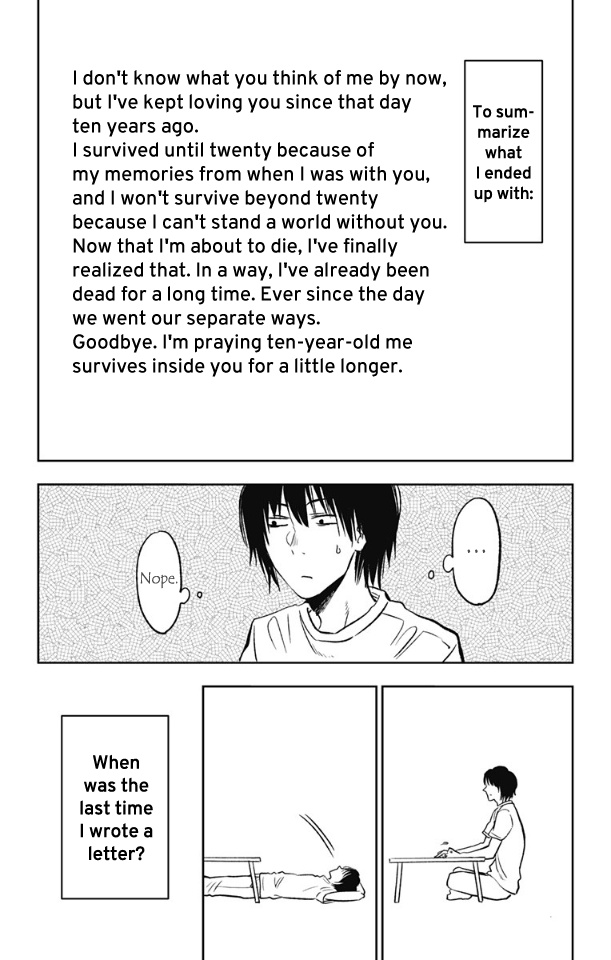 To sum-
marize
what
I ended
up with:
I don't know what you think of me by now,
but I've kept loving you since that day
ten years ago.
I survived until twenty because of
my memories from when I was with you,
and I won't survive beyond twenty
because I can't stand a world without you.
Now that I'm about to die, I've finally
realized that. In a way, I've already been
dead for a long time. Ever since the day
we went our separate ways.
Goodbye. I'm praying ten-year-old me
survives inside you for a little longer.
...
Nope.
When
was the
last time
I wrote a
letter?